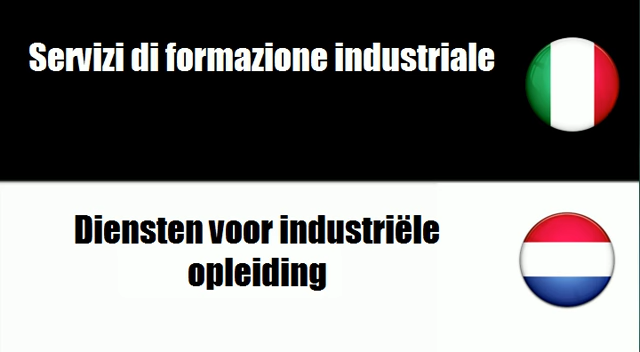 Servizi di formazione industriale
Diensten voor industriële
opleiding